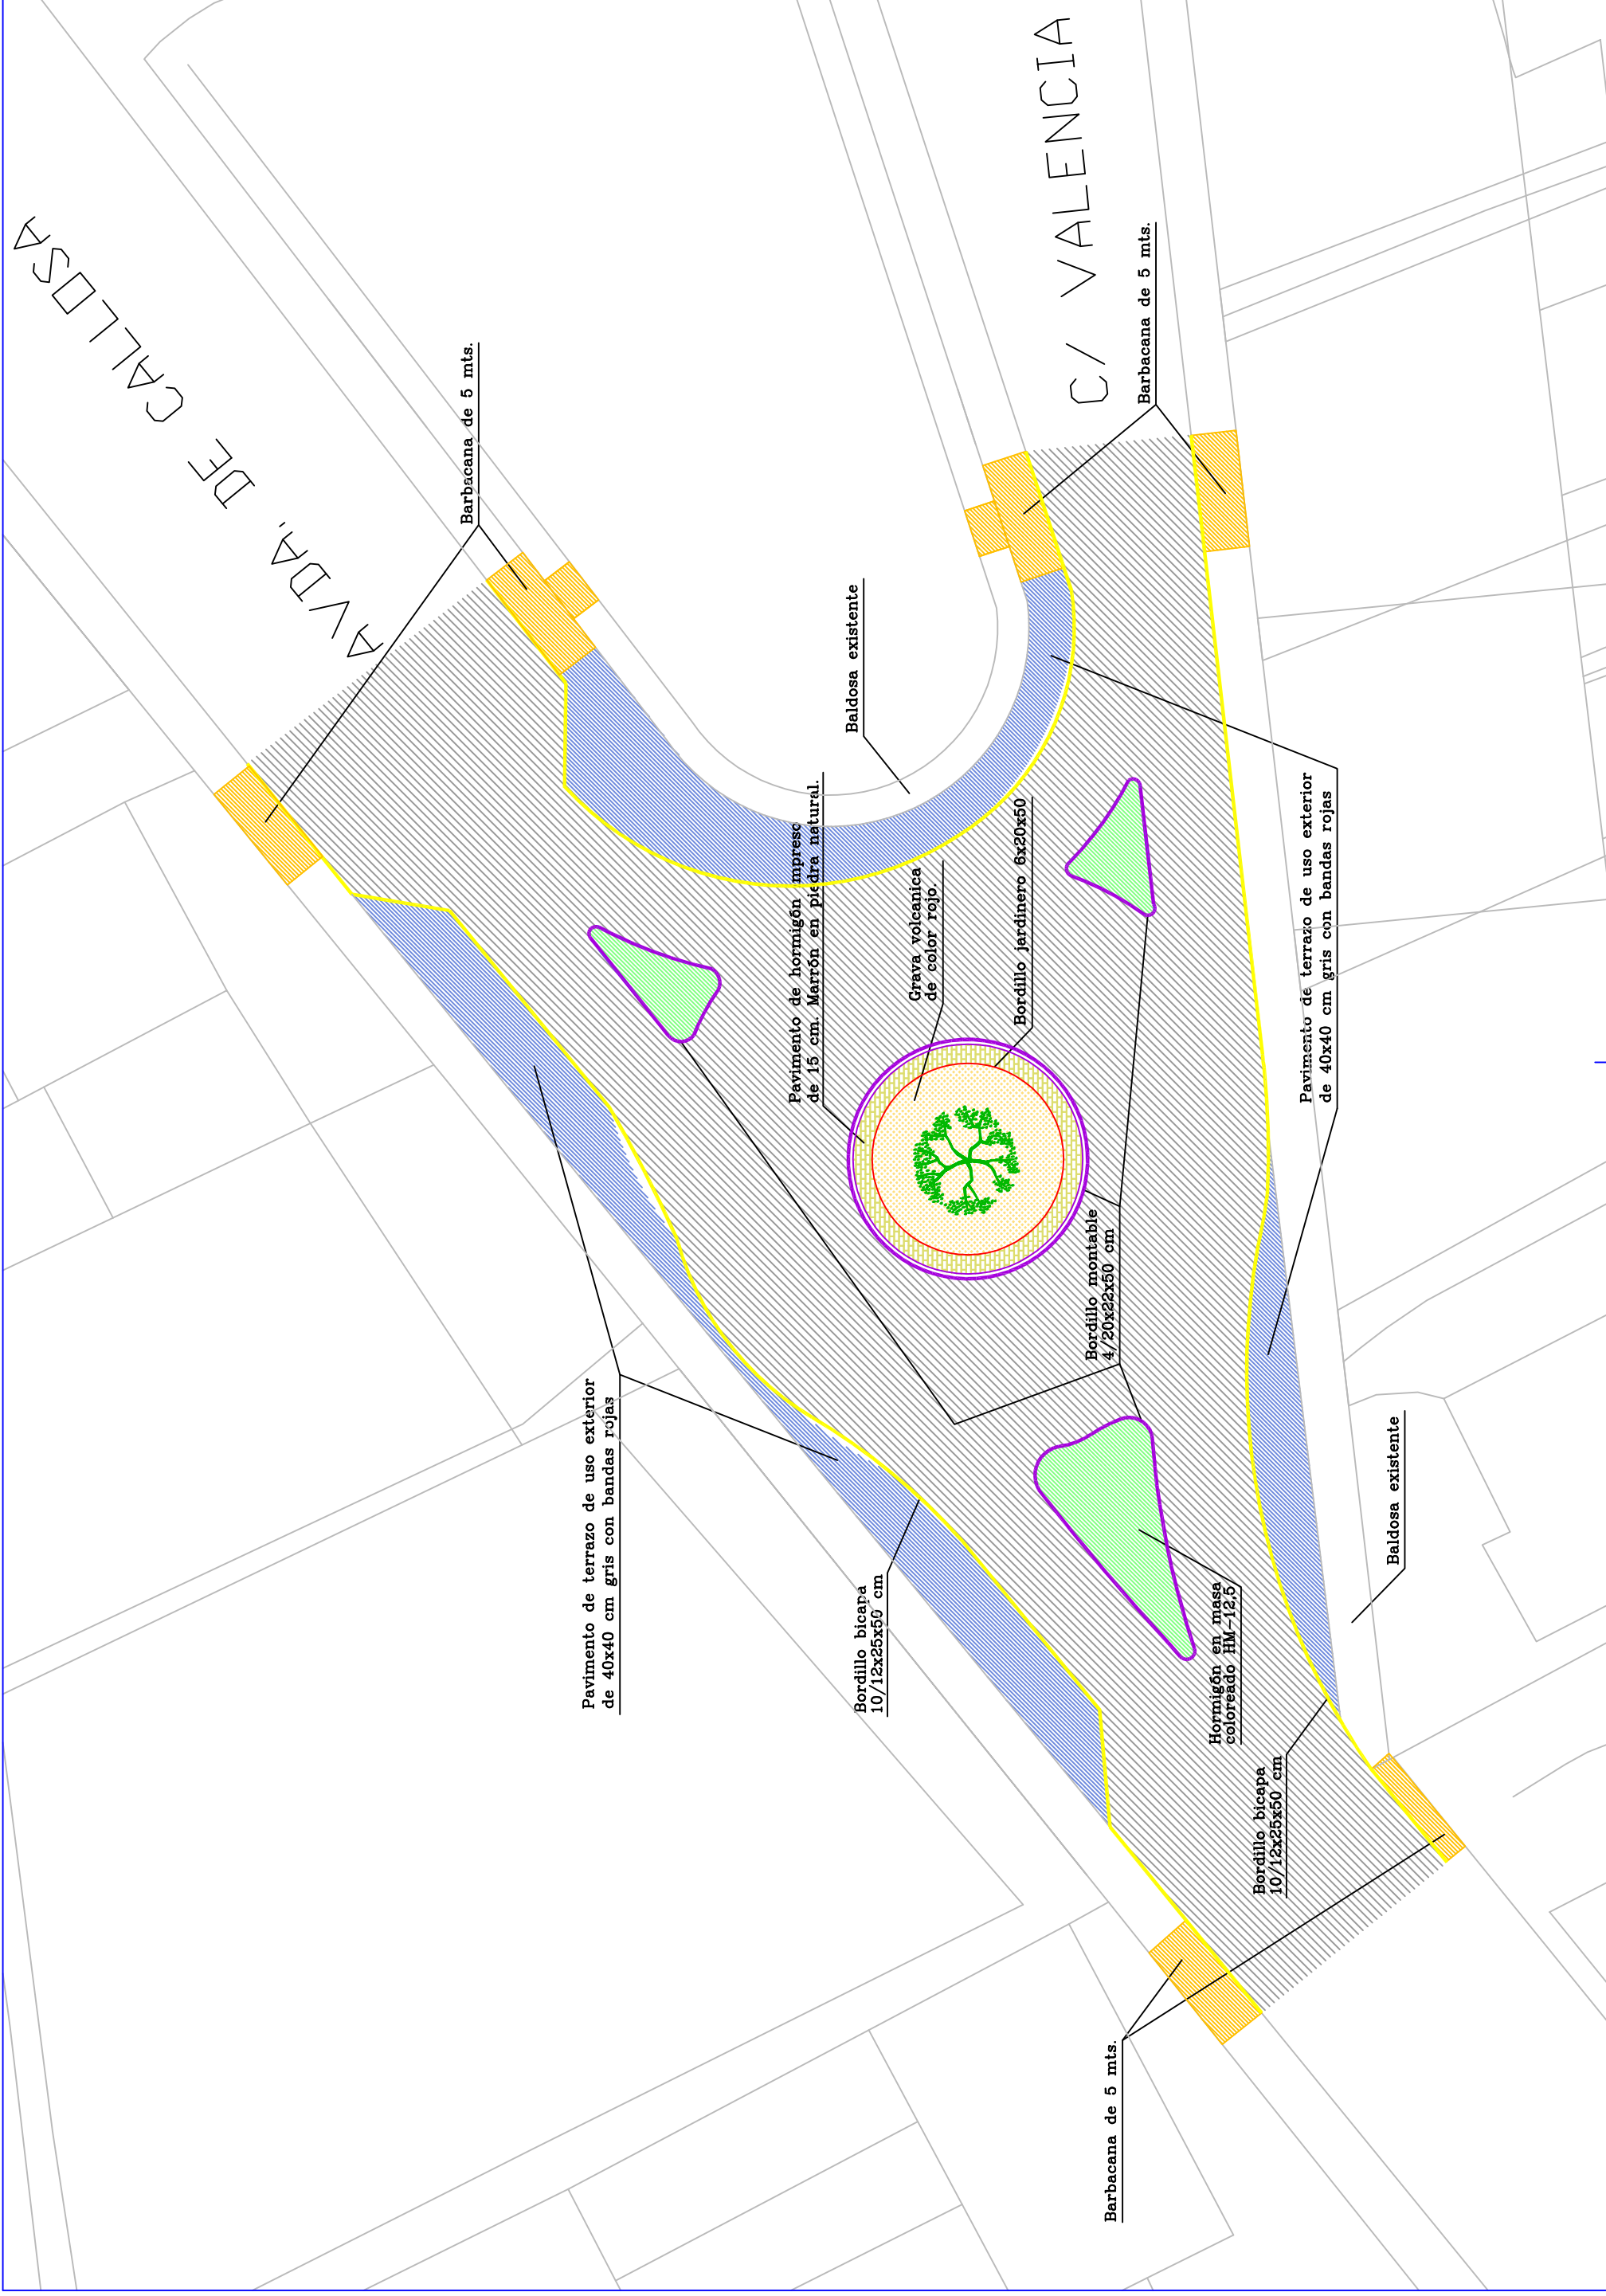 AVDA. DE CALLOSA
C/ VALENCIA
Barbacana de 5 mts.
Barbacana de 5 mts.
Baldosa existente
Pavimento de hormigón impreso
de 15 cm. Marrón en piedra natural.
Grava volcanica
de color rojo.
Bordillo jardinero 6x20x50
Pavimento de terrazo de uso exterior
de 40x40 cm gris con bandas rojas
Bordillo montable
4/20x22x50 cm
Pavimento de terrazo de uso exterior
de 40x40 cm gris con bandas rojas
Bordillo bicapa
10/12x25x50 cm
Hormigón en masa
coloreado HM-12,5
Baldosa existente
Bordillo bicapa
10/12x25x50 cm
Barbacana de 5 mts.